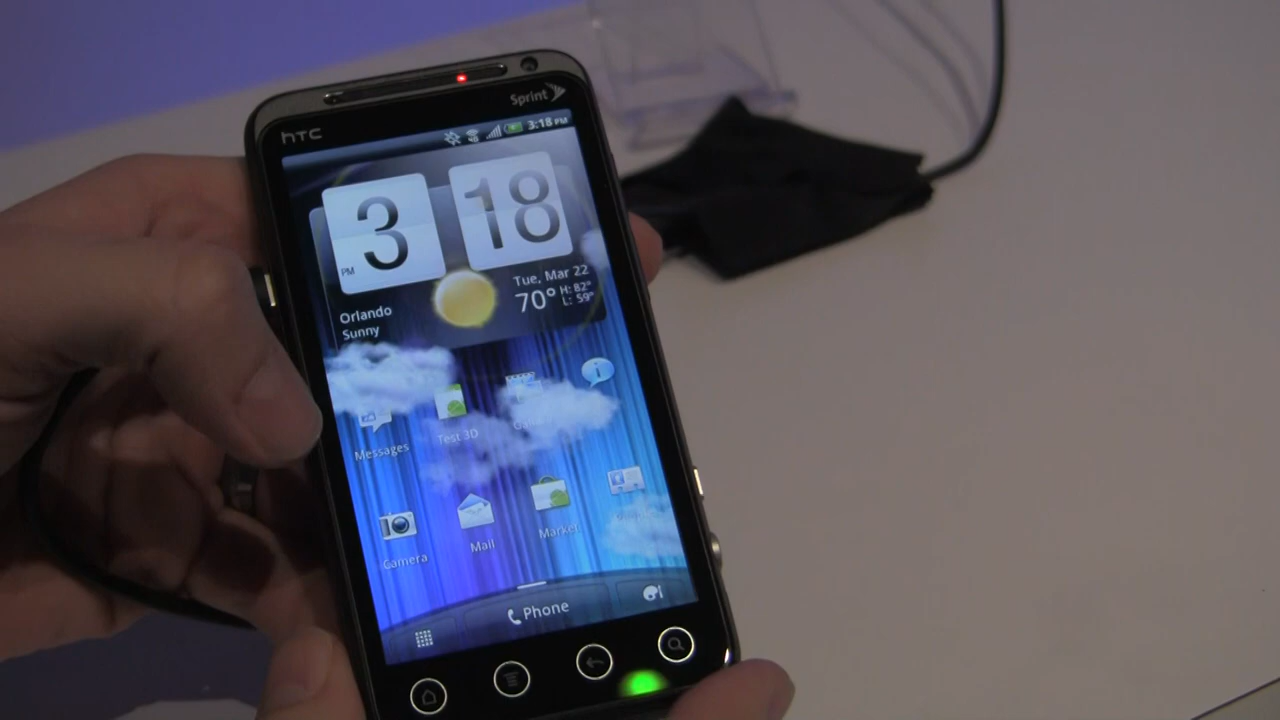 Sprint
hTC
3:18 PM
3 18
PM
Tue, Mar 22
70° H: 82°
L: 59°
Orlando
Sunny
Messages
Test 3D
Camera
Mail
Market
Phone